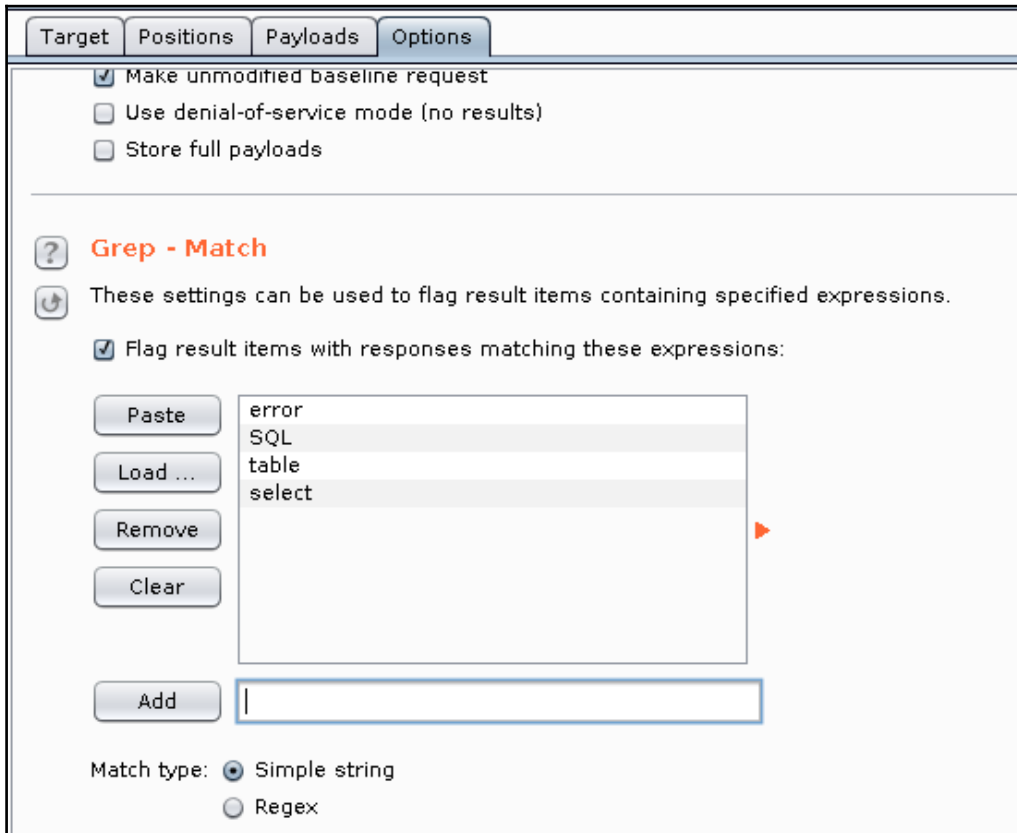 Target Positions Payloads Options
Make unmodified baseline request
Use denial-of-service mode (no results)
Store full payloads
? Grep - Match
These settings can be used to flag result items containing specified expressions.
Flag result items with responses matching these expressions:
Paste
error
SQL
Load ...
table
select
Remove
Clear
Add
Match type: Simple string
Regex